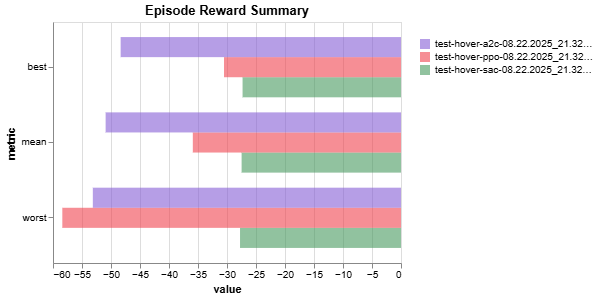 Episode Reward Summary
test-hover-a2c-08.22.2025_21.32…
test-hover-ppo-08.22.2025_21.32…
test-hover-sac-08.22.2025_21.32…
best
mean
worst
metric
−60 −55 −50 −45 −40 −35 −30 −25 −20 −15 −10 −5 0
value